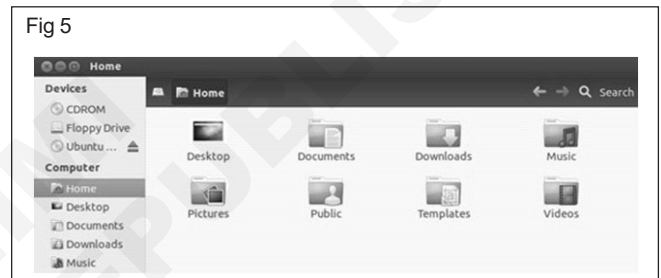 Fig 5
Home
Devices
CDROM
Floppy Drive
Ubuntu ...
Computer
Home
Desktop
Documents
Downloads
Music
Home
Search
Desktop
Documents
Downloads
Music
Pictures
Public
Templates
Videos